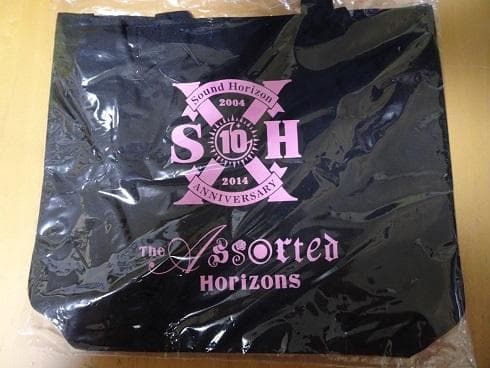 Sound Horizon
2004
S 10 H
2014
ANNIVERSARY
The Assorted
Horizons